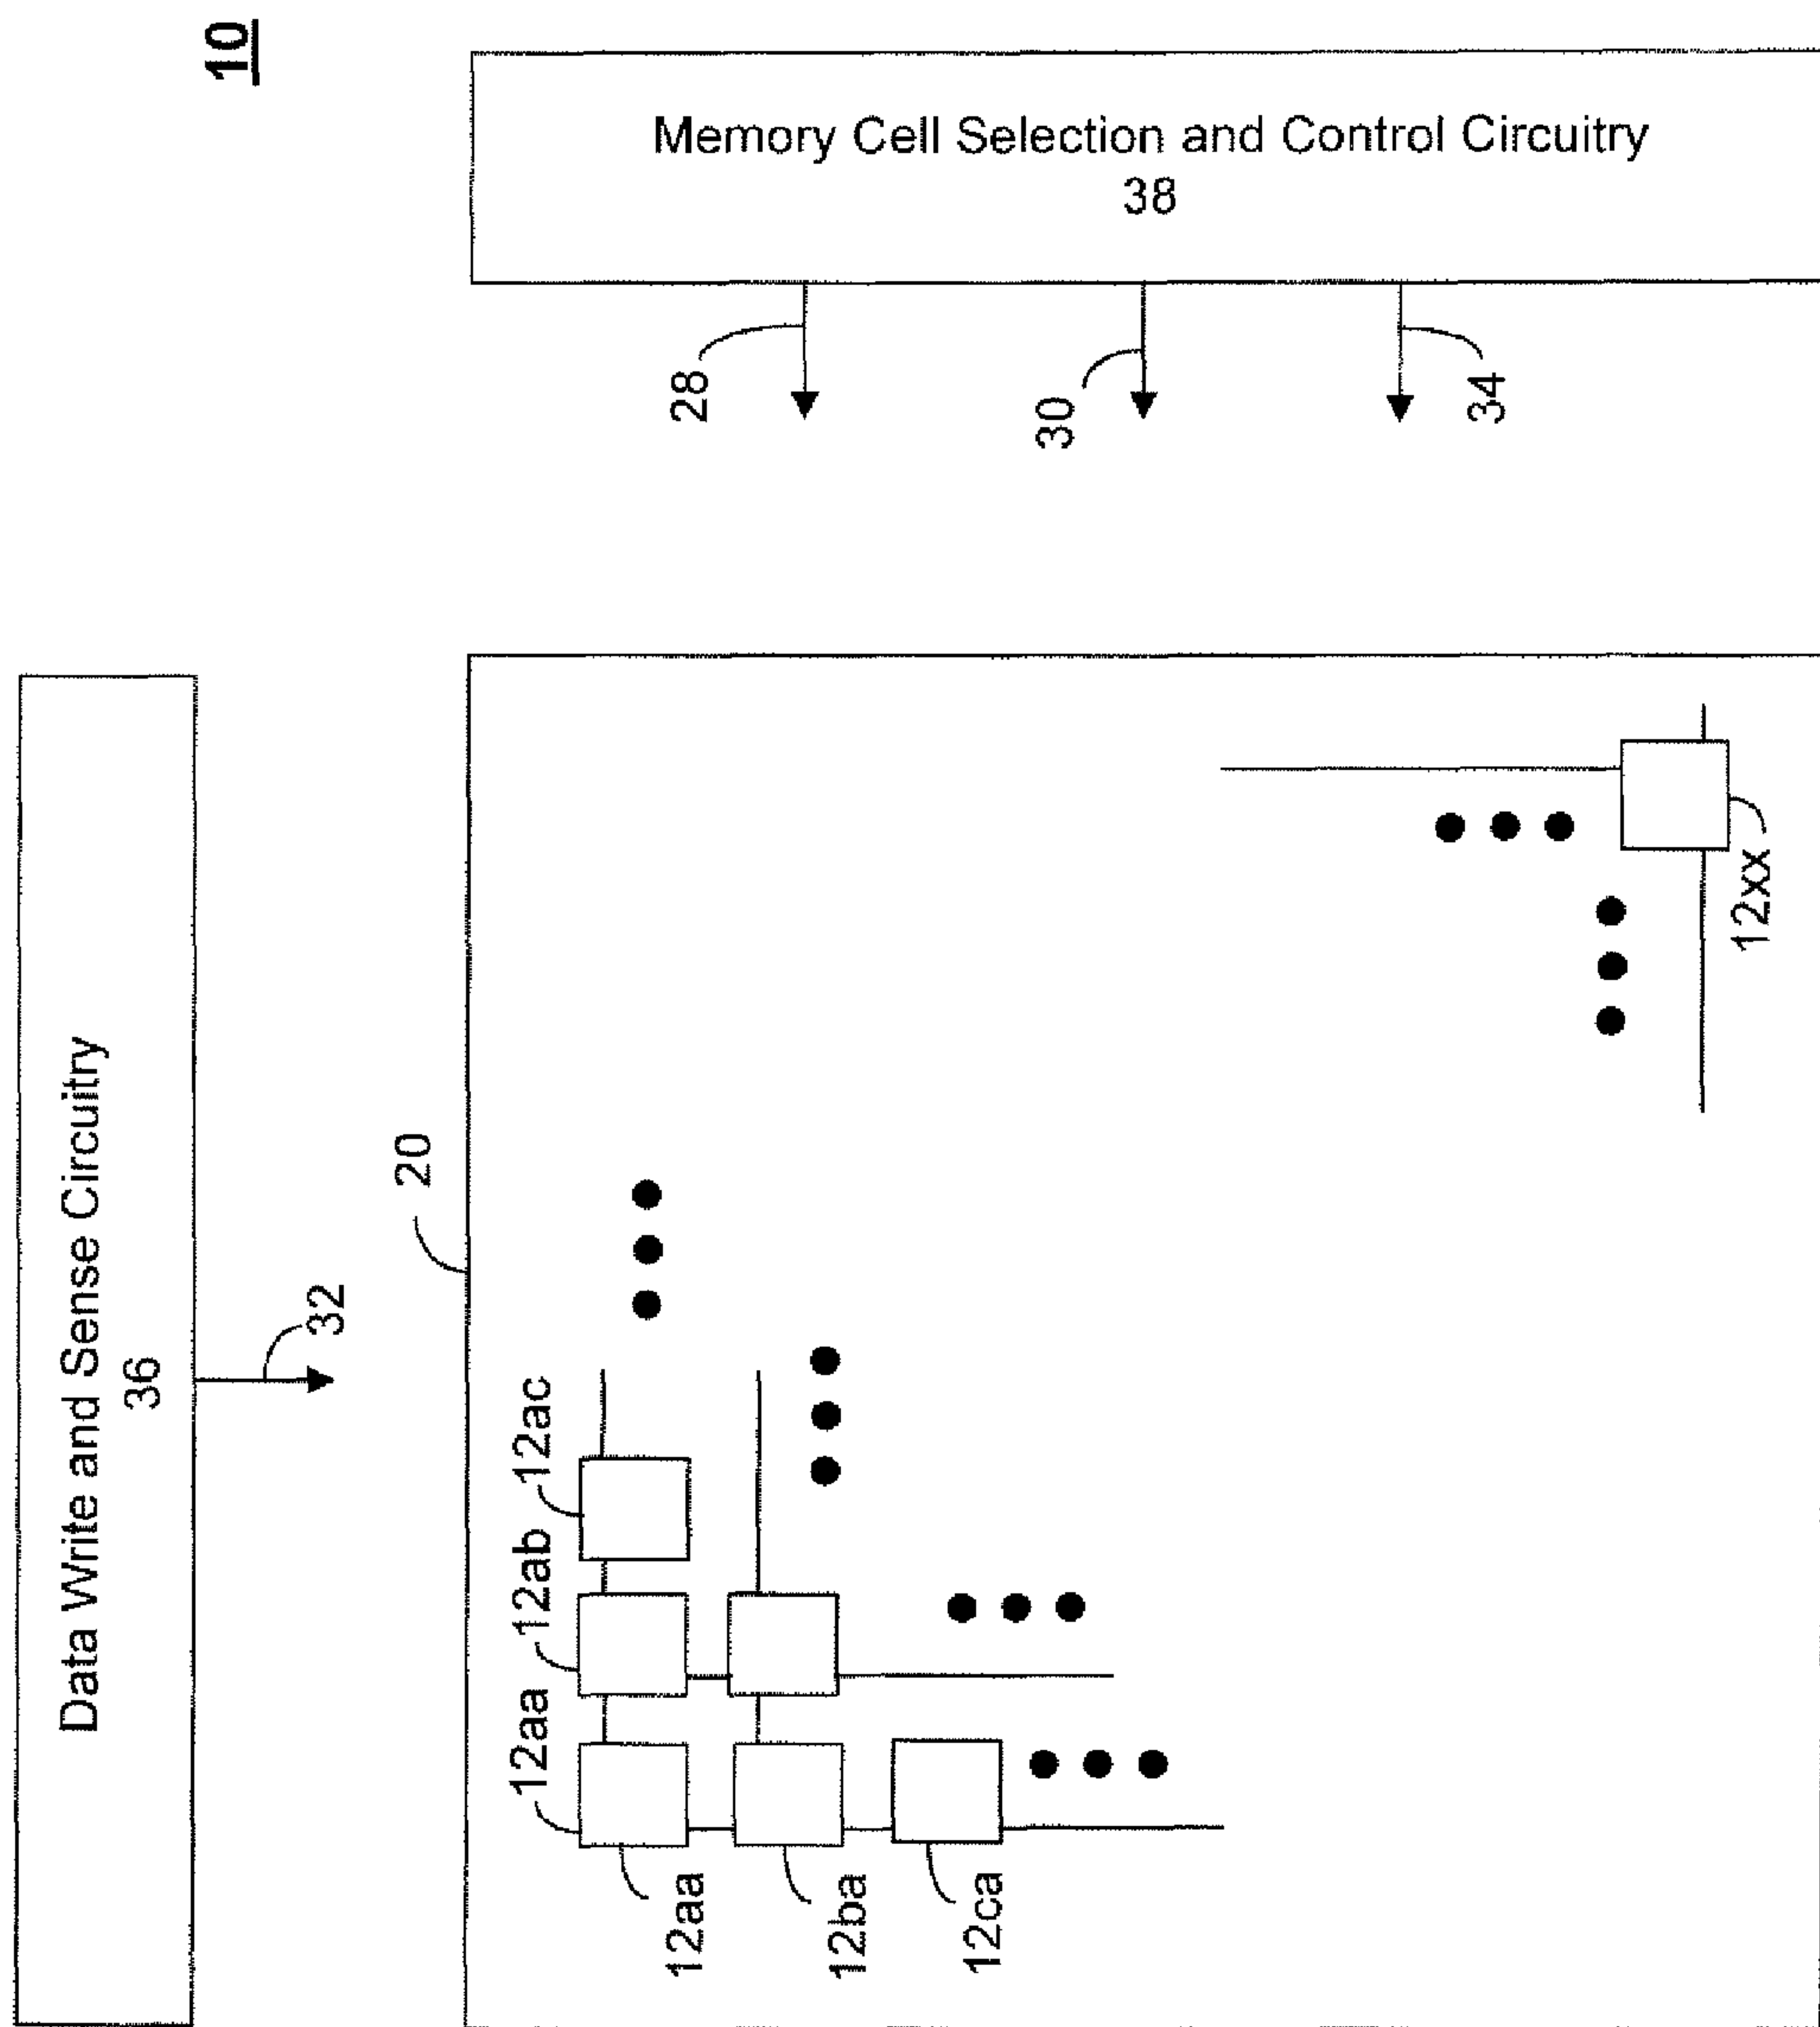 10
Memory Cell Selection and Control Circuitry
38
28
30
34
Data Write and Sense Circuitry
36
32
20
12aa
12ab
12ac
12aa
12ba
12ca
12xx